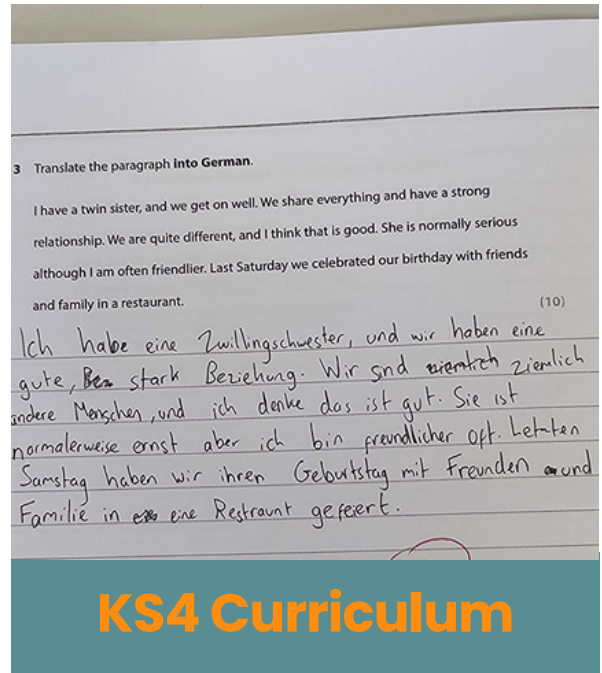 3 Translate the paragraph into German.
I have a twin sister, and we get on well. We share everything and have a strong
relationship. We are quite different, and I think that is good. She is normally serious
although I am often friendlier. Last Saturday we celebrated our birthday with friends
and family in a restaurant.
(10)
Ich habe eine Zwillingschwester, und wir haben eine
gute, stark Beziehung. Wir sind ziemlich
andere Menschen, und ich denke das ist gut. Sie ist
normalerweise ernst aber ich bin freundlicher oft. Letzten
Samstag haben wir ihren Geburtstag mit Freunden und
Familie in eine Restraunt gefeiert.
KS4 Curriculum